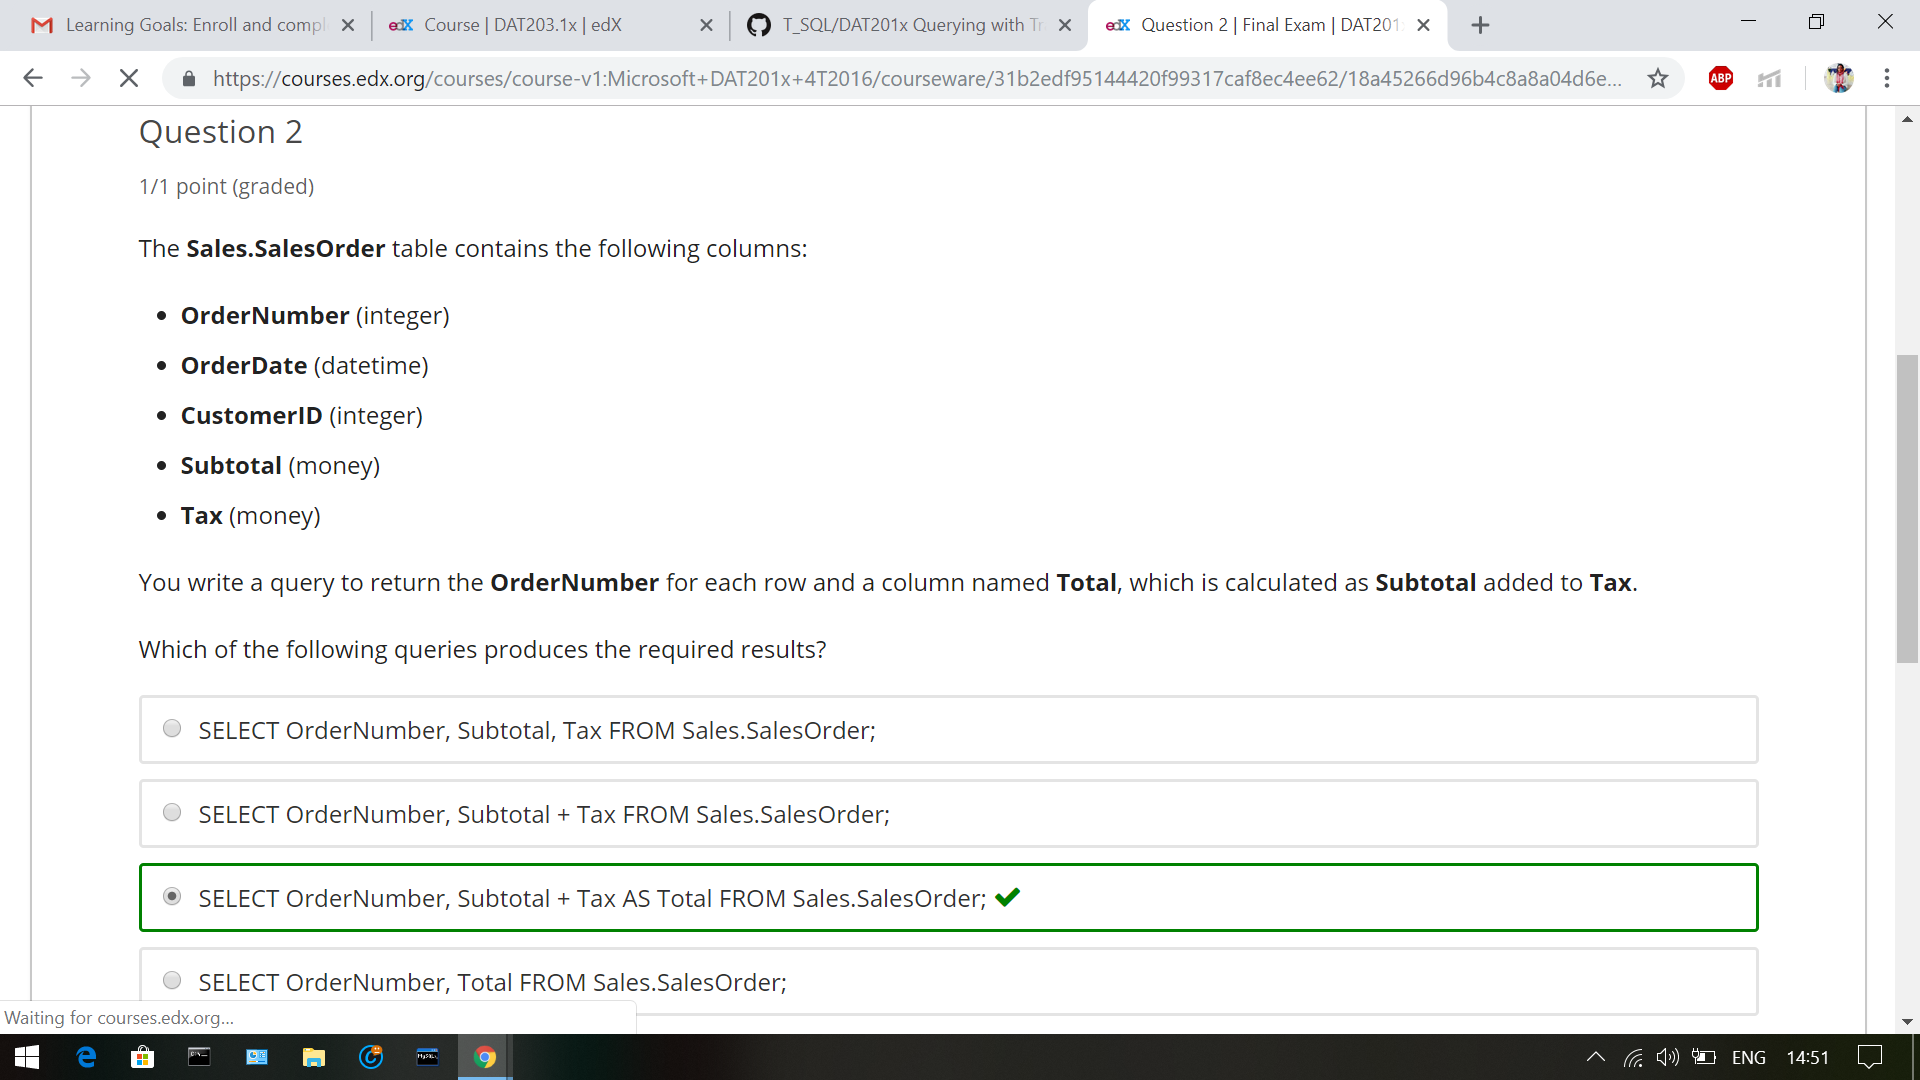 Learning Goals: Enroll and compl
edX Course | DAT203.1x | edX
T_SQL/DAT201x Querying with Tr
edX Question 2 | Final Exam | DAT201
https://courses.edx.org/courses/course-v1:Microsoft+DAT201x+4T2016/courseware/31b2edf95144420f99317caf8ec4ee62/18a45266d96b4c8a8a04d6e...
ABP
Question 2
1/1 point (graded)
The Sales.SalesOrder table contains the following columns:
• OrderNumber (integer)
• OrderDate (datetime)
• CustomerID (integer)
• Subtotal (money)
• Tax (money)
You write a query to return the OrderNumber for each row and a column named Total, which is calculated as Subtotal added to Tax.
Which of the following queries produces the required results?
SELECT OrderNumber, Subtotal, Tax FROM Sales.SalesOrder;
SELECT OrderNumber, Subtotal + Tax FROM Sales.SalesOrder;
SELECT OrderNumber, Subtotal + Tax AS Total FROM Sales.SalesOrder;
SELECT OrderNumber, Total FROM Sales.SalesOrder;
Waiting for courses.edx.org...
ENG 14:51